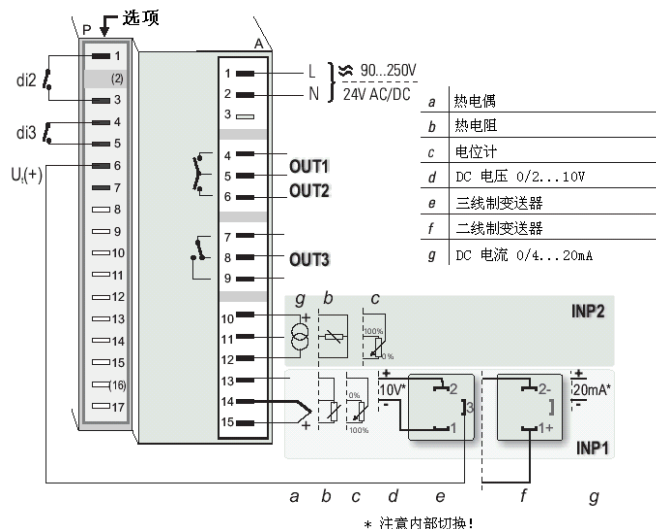 选项
P
A
1
(2)
3
4
5
6
7
8
9
10
11
12
13
14
15
(16)
17
di2
di3
Ut(+)
1
2
3
4
5
6
7
8
9
10
11
12
13
14
15
L
N
90...250V
24V AC/DC
OUT1
OUT2
OUT3
a 热电偶
b 热电阻
c 电位计
d DC 电压 0/2...10V
e 三线制变送器
f 二线制变送器
g DC 电流 0/4...20mA
g b c
INP2
+
100%
0%
+
0%
100%
+
10V*
-
2
3
1
2-
1+
+
20mA*
-
INP1
a b c d e f g
* 注意内部切换!